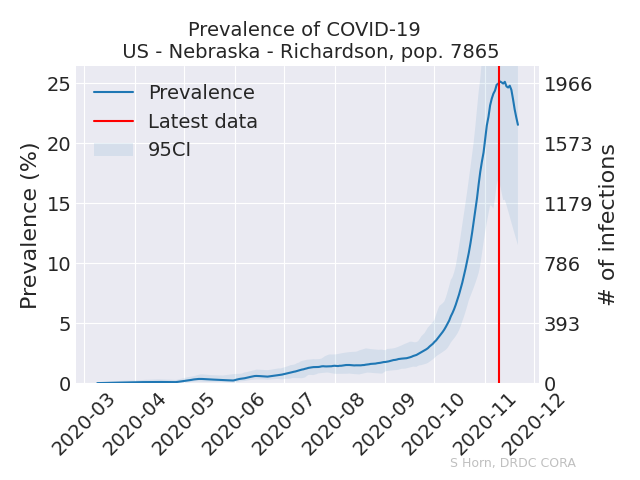 Prevalence of COVID-19
US - Nebraska - Richardson, pop. 7865
Prevalence
Latest data
95CI
Prevalence (%)
25
20
15
10
5
0
1966
1573
1179
786
393
0
# of infections
2020-03
2020-04
2020-05
2020-06
2020-07
2020-08
2020-09
2020-10
2020-11
2020-12
S Horn, DRDC CORA